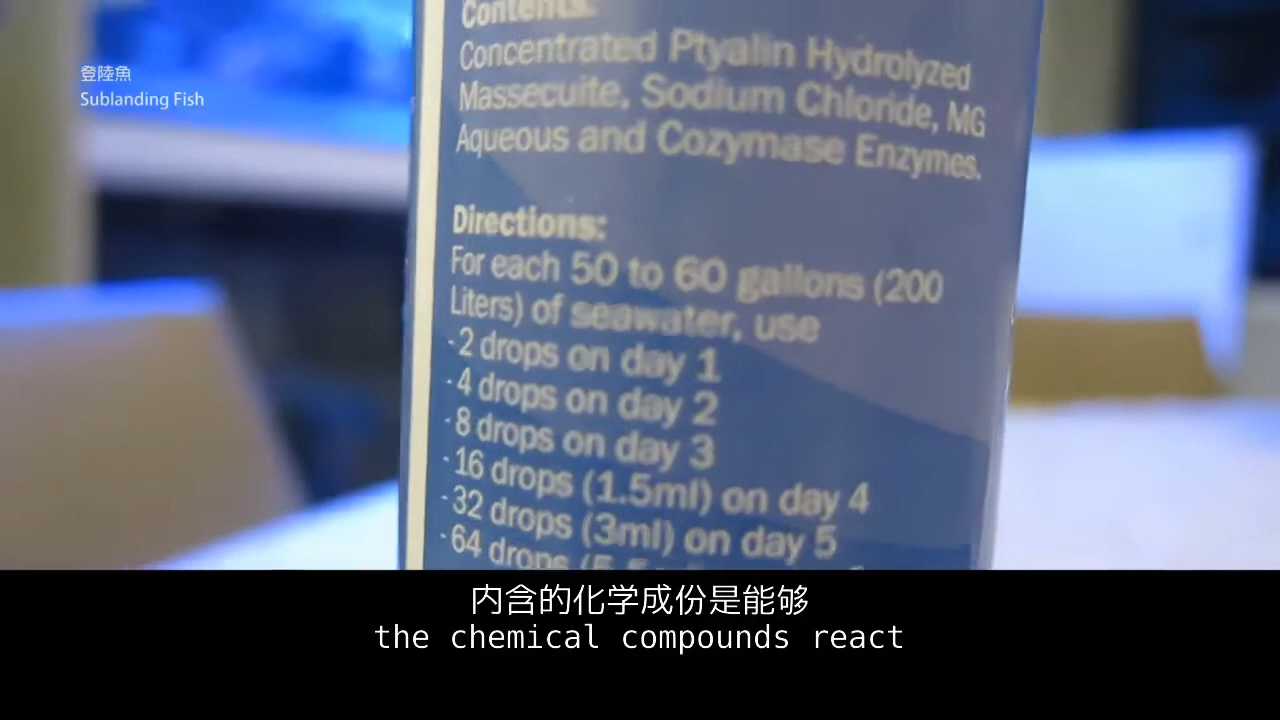 登陸魚
Sublanding Fish
Contents:
Concentrated Ptyalin Hydrolyzed
Massecuite, Sodium Chloride, MG
Aqueous and Cozymase Enzymes.
Directions:
For each 50 to 60 gallons (200
Liters) of seawater, use
-2 drops on day 1
-4 drops on day 2
-8 drops on day 3
-16 drops (1.5ml) on day 4
-32 drops (3ml) on day 5
-64 drops
内含的化学成份是能够
the chemical compounds react